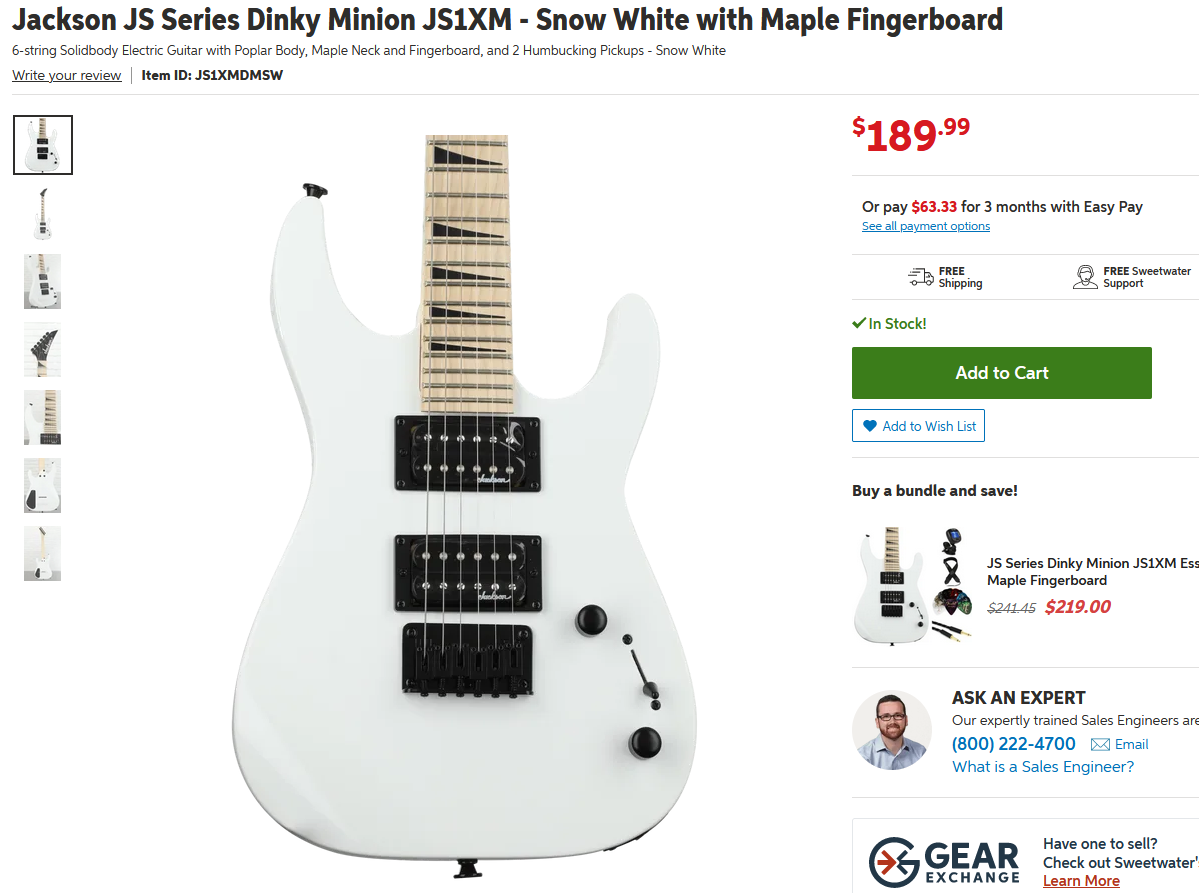 Jackson JS Series Dinky Minion JS1XM - Snow White with Maple Fingerboard
6-string Solidbody Electric Guitar with Poplar Body, Maple Neck and Fingerboard, and 2 Humbucking Pickups - Snow White
Write your review
Item ID: JS1XMDMSW
Jackson
Jackson
$189.99
Or pay $63.33 for 3 months with Easy Pay
See all payment options
FREE
Shipping
FREE Sweetwater
Support
In Stock!
Add to Cart
Add to Wish List
Buy a bundle and save!
JS Series Dinky Minion JS1XM Ess
Maple Fingerboard
$241.45 $219.00
ASK AN EXPERT
Our expertly trained Sales Engineers are
(800) 222-4700 Email
What is a Sales Engineer?
GEAR
EXCHANGE
Have one to sell?
Check out Sweetwater'
Learn More